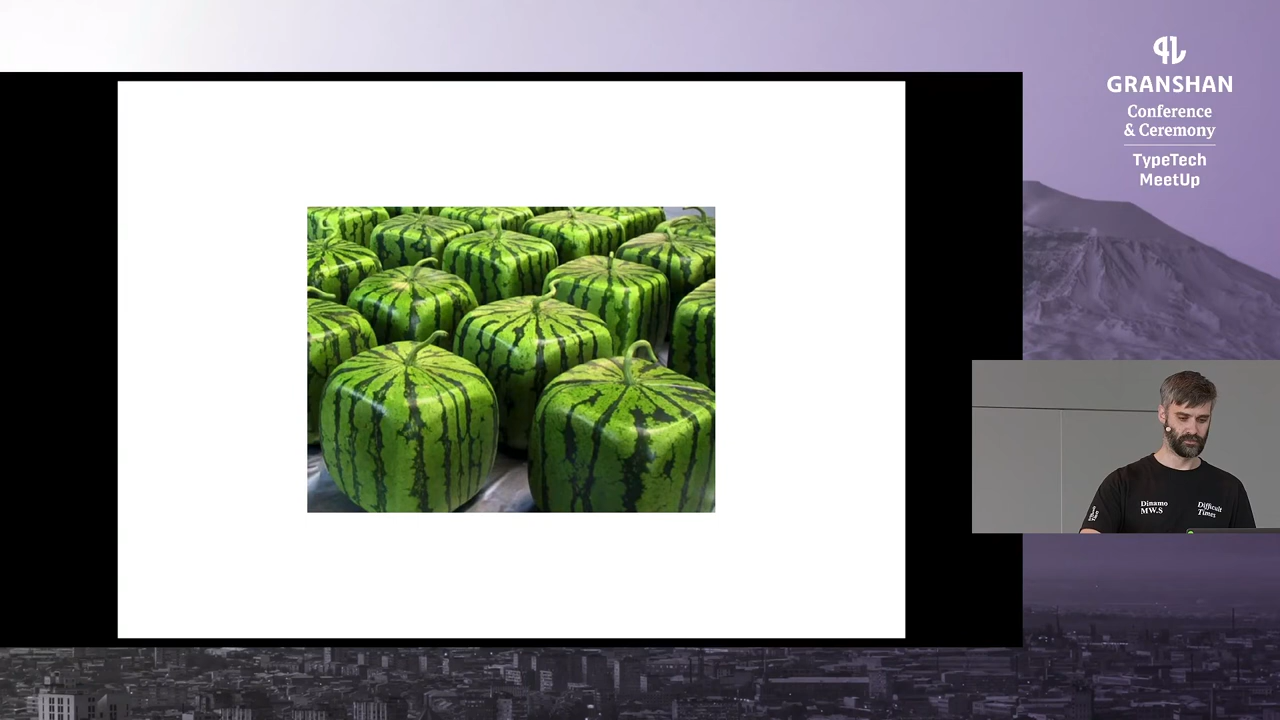 GRANSHAN
Conference
& Ceremony
TypeTech
MeetUp
Dinamo
MW.S
Difficult
Times